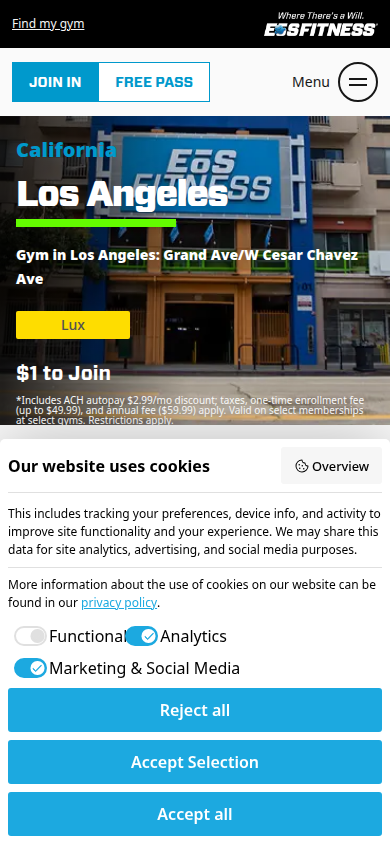 Find my gym
Where There's a Will.
EōSFITNESS
JOIN IN
FREE PASS
Menu
EōS
FITNESS
California
Los Angeles
Gym in Los Angeles: Grand Ave/W Cesar Chavez
Ave
Lux
$1 to Join
*Includes ACH autopay $2.99/mo discount; taxes, one-time enrollment fee
(up to $49.99), and annual fee ($59.99) apply. Valid on select memberships
at select gyms. Restrictions apply.
Our website uses cookies
Overview
This includes tracking your preferences, device info, and activity to
improve site functionality and your experience. We may share this
data for site analytics, advertising, and social media purposes.
More information about the use of cookies on our website can be
found in our privacy policy.
Functional Analytics
Marketing & Social Media
Reject all
Accept Selection
Accept all